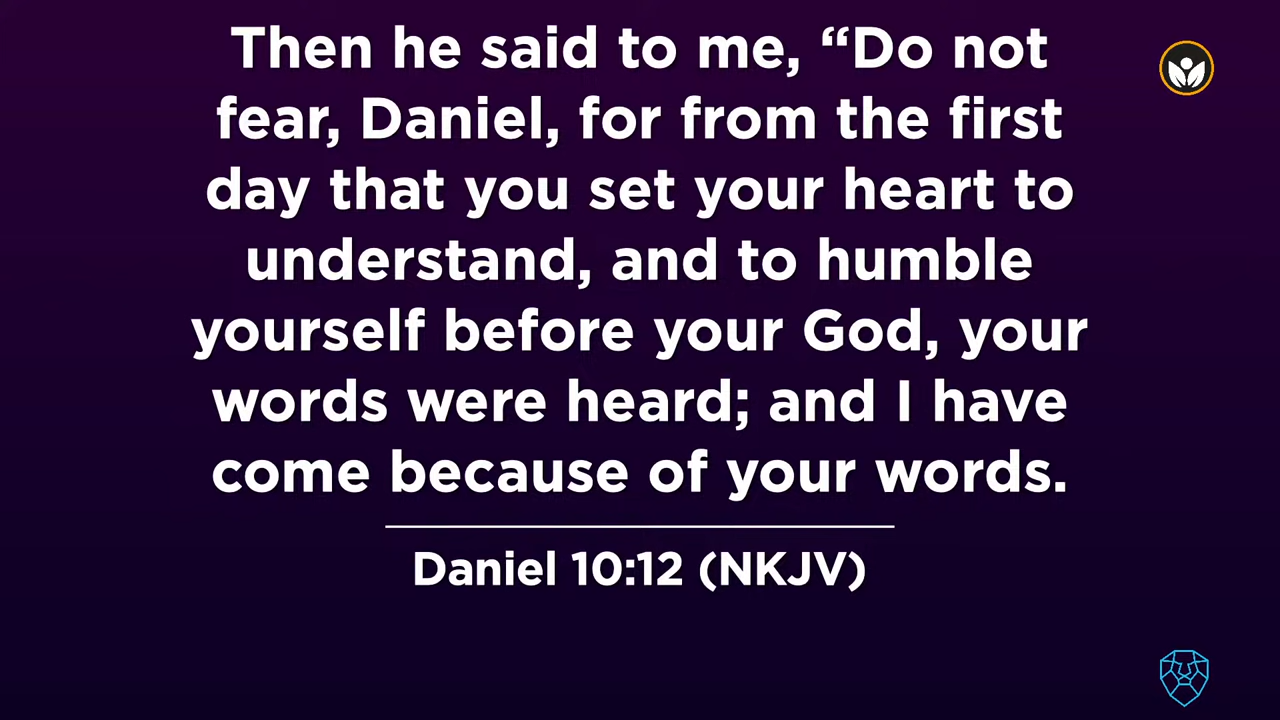 Then he said to me, “Do not
fear, Daniel, for from the first
day that you set your heart to
understand, and to humble
yourself before your God, your
words were heard; and I have
come because of your words.
Daniel 10:12 (NKJV)